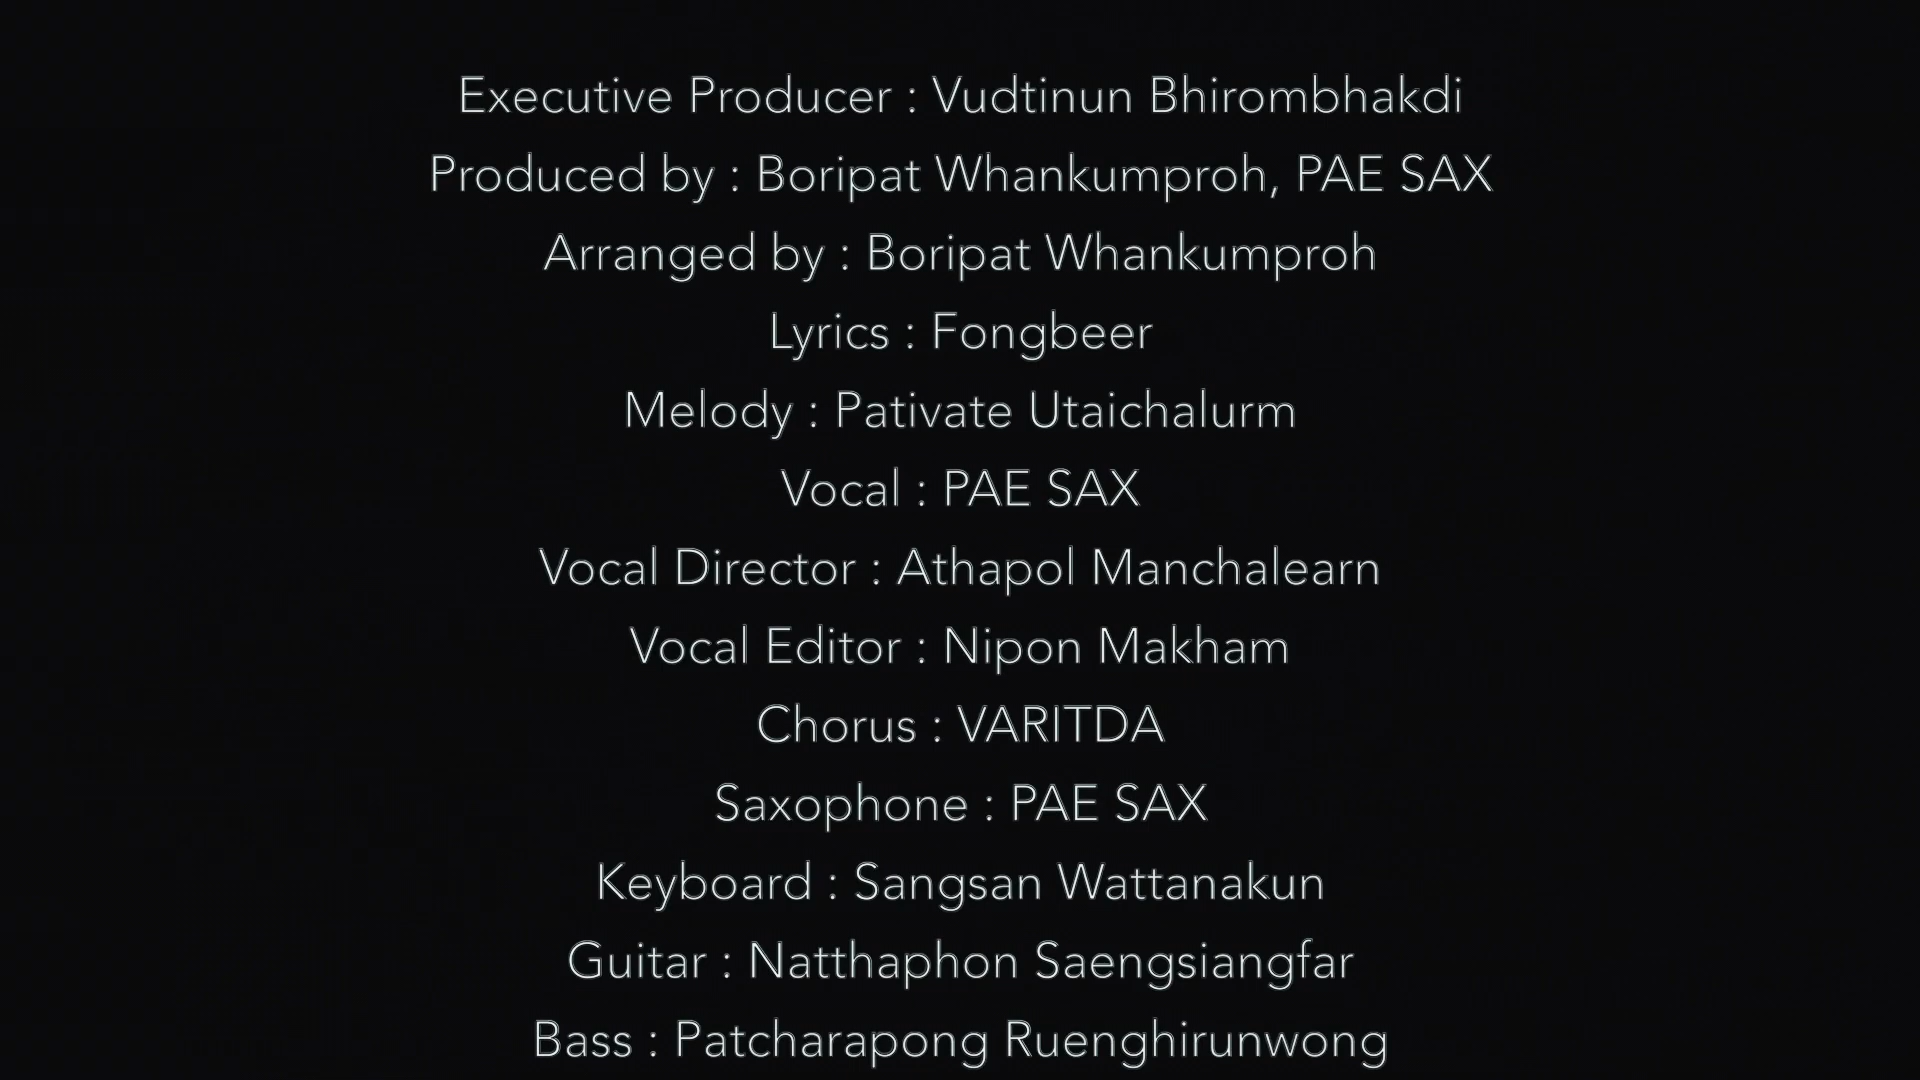 Executive Producer : Vudtinun Bhirombhakdi
Produced by : Boripat Whankumproh, PAE SAX
Arranged by : Boripat Whankumproh
Lyrics : Fongbeer
Melody : Pativate Utaichalurm
Vocal : PAE SAX
Vocal Director : Athapol Manchalearn
Vocal Editor : Nipon Makham
Chorus : VARITDA
Saxophone : PAE SAX
Keyboard : Sangsan Wattanakun
Guitar : Natthaphon Saengsiangfar
Bass : Patcharapong Ruenghirunwong